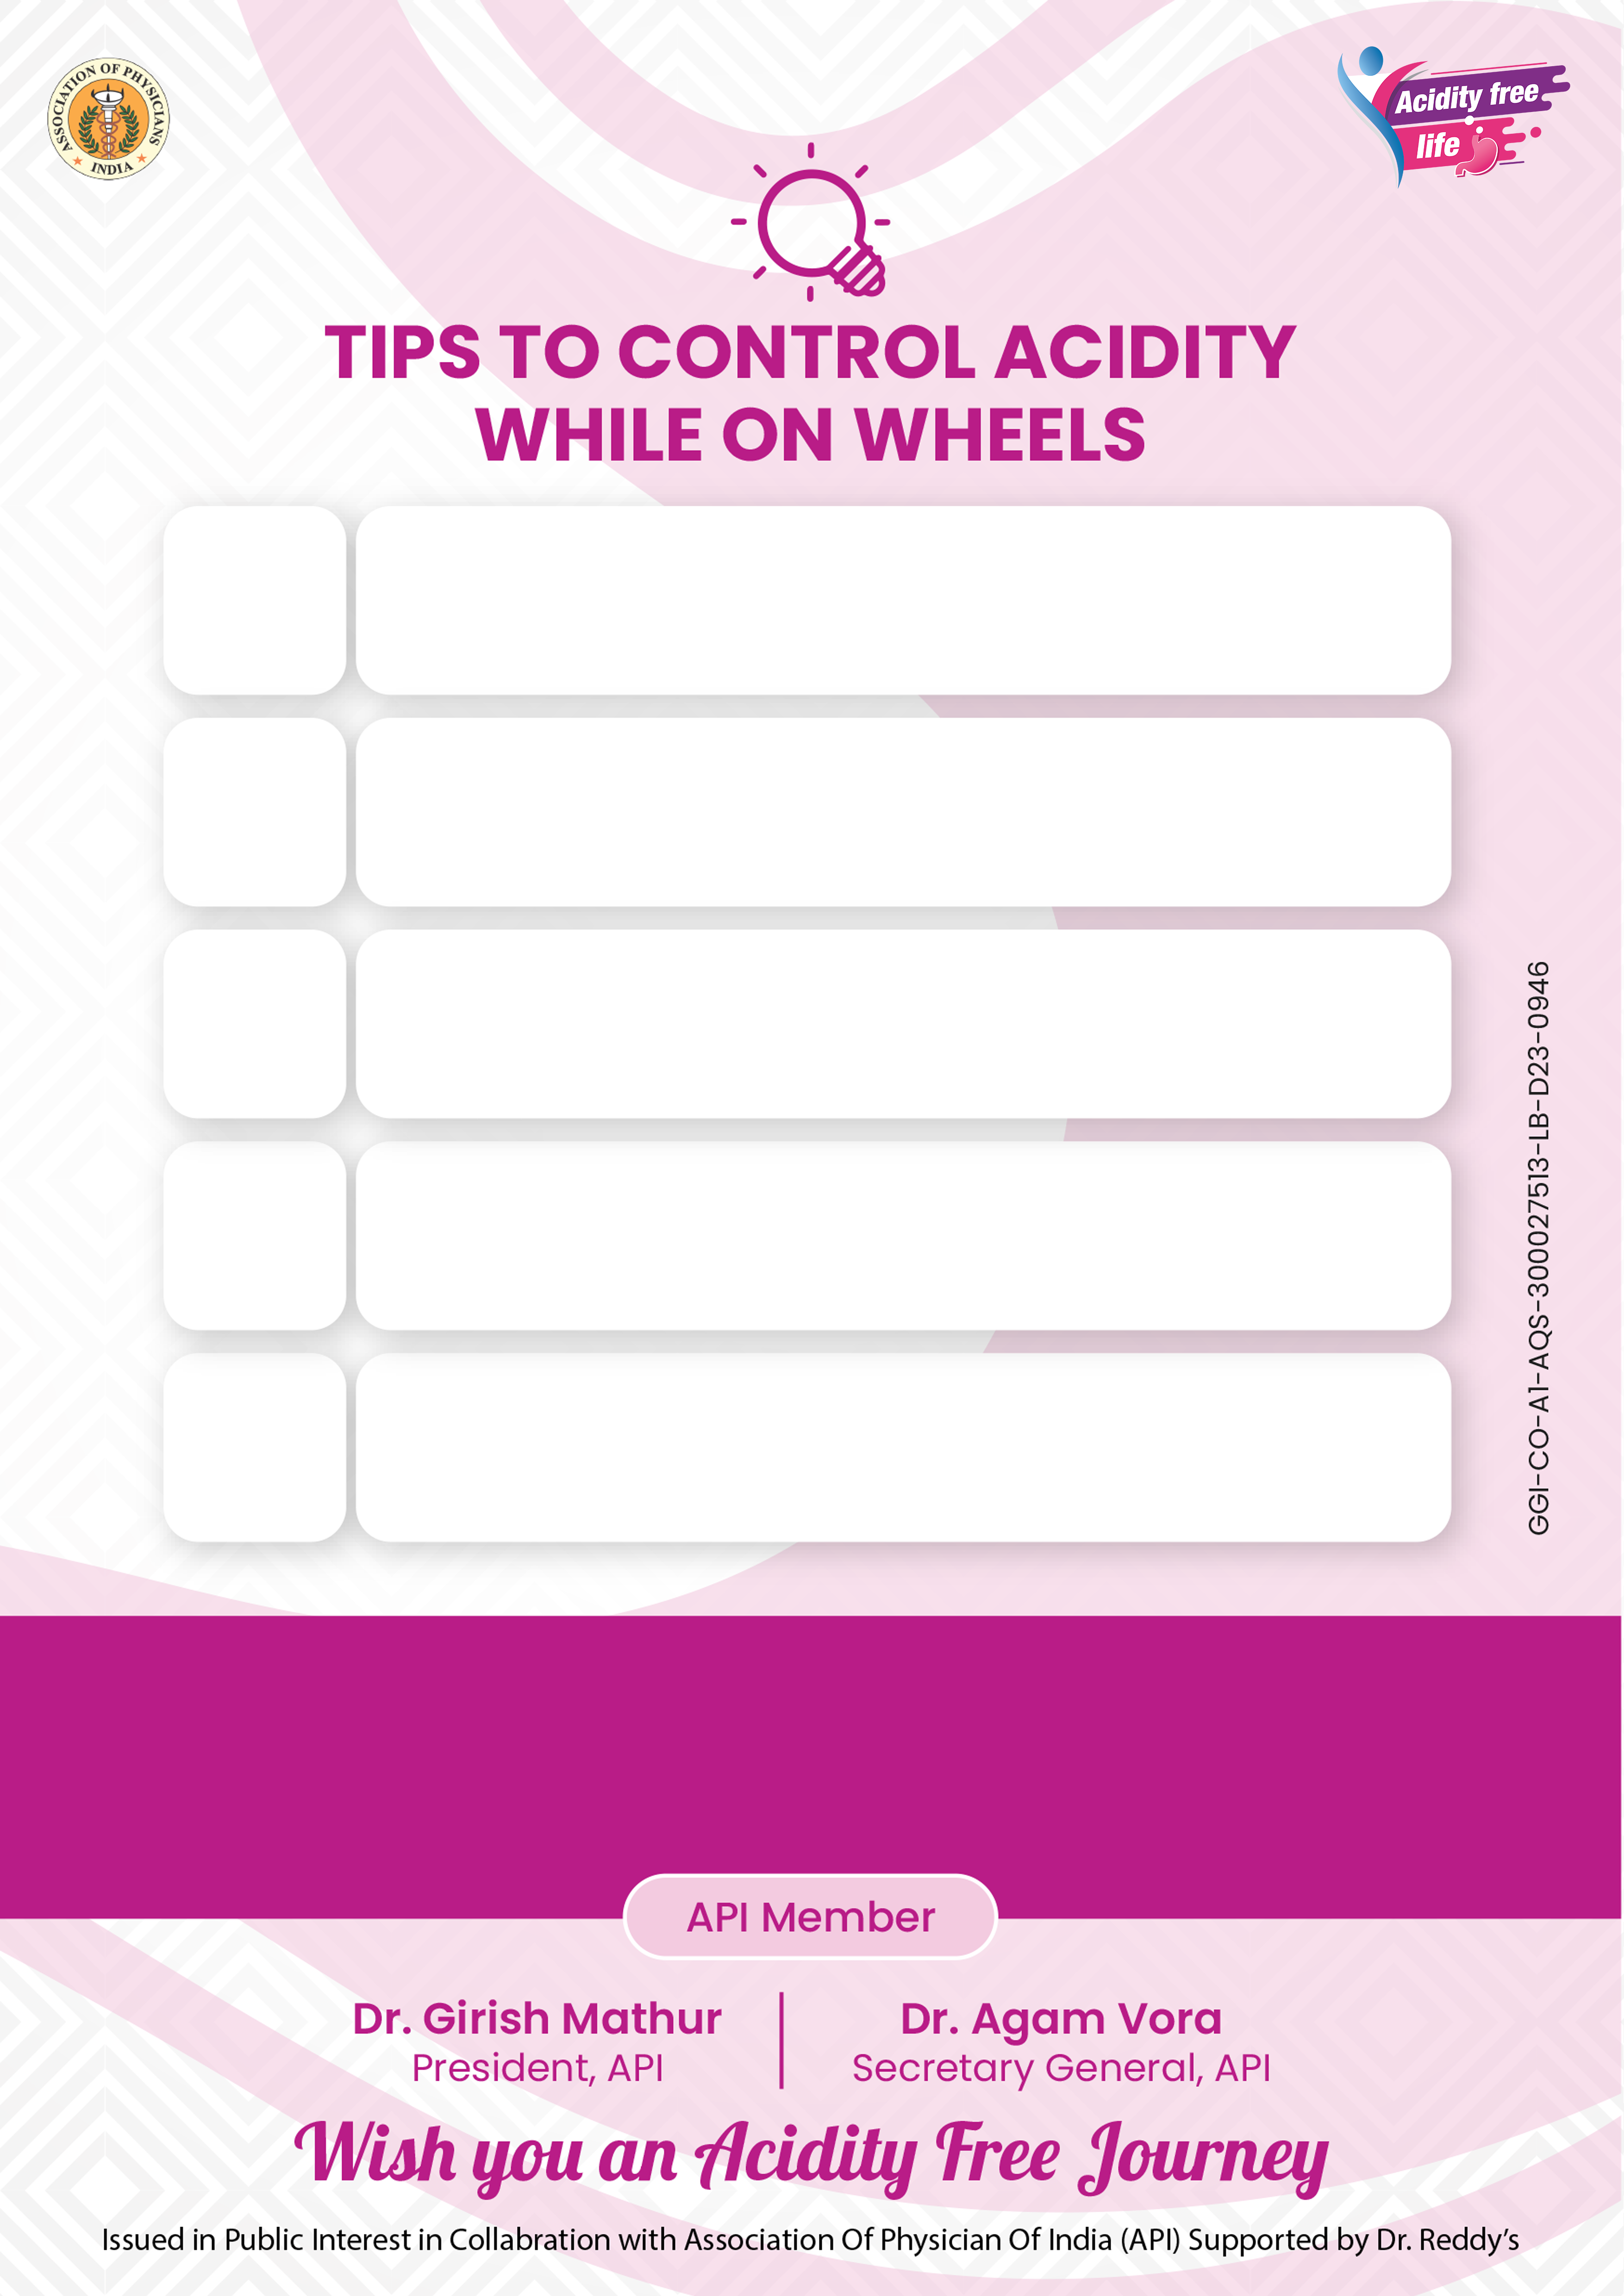 ASSOCIATION OF PHYSICIANS
INDIA
Acidity free
life
TIPS TO CONTROL ACIDITY
WHILE ON WHEELS
GGI-CO-A1-AQS-300027513-LB-D23-0946
API Member
Dr. Girish Mathur
President, API
Dr. Agam Vora
Secretary General, API
Wish you an Acidity Free Journey
Issued in Public Interest in Collabration with Association Of Physician Of India (API) Supported by Dr. Reddy’s